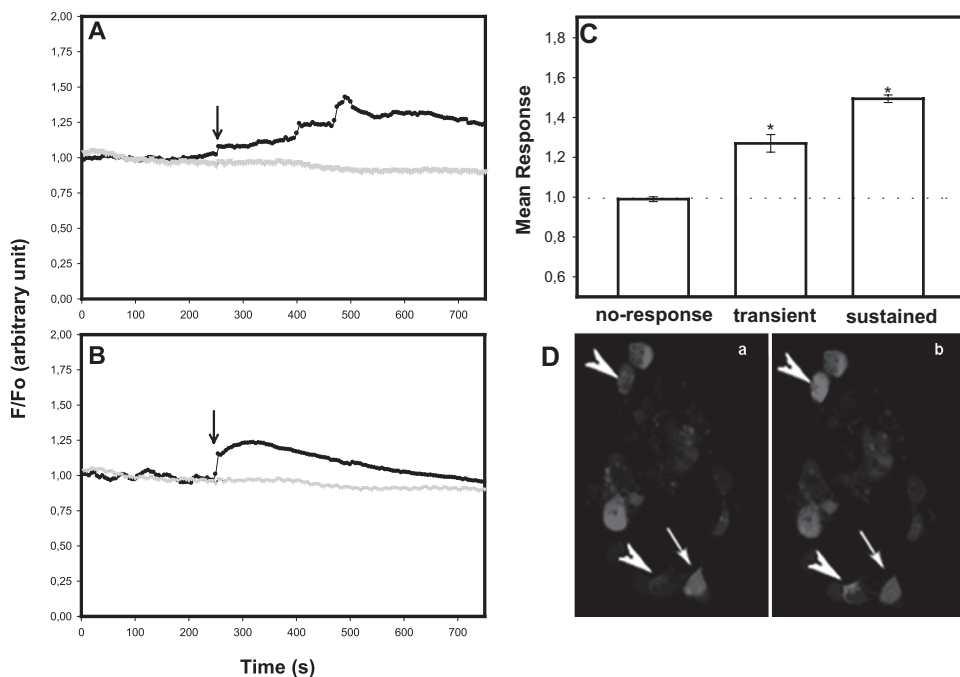 F/Fo (arbitrary unit)
A
2,00
1,75
1,50
1,25
1,00
0,75
0,50
0,25
0,00
0 100 200 300 400 500 600 700
B
2,00
1,75
1,50
1,25
1,00
0,75
0,50
0,25
0,00
0 100 200 300 400 500 600 700
Time (s)
C
Mean Response
1,8
1,6
1,4
1,2
1,0
0,8
0,6
* *
no-response transient sustained
D
a b